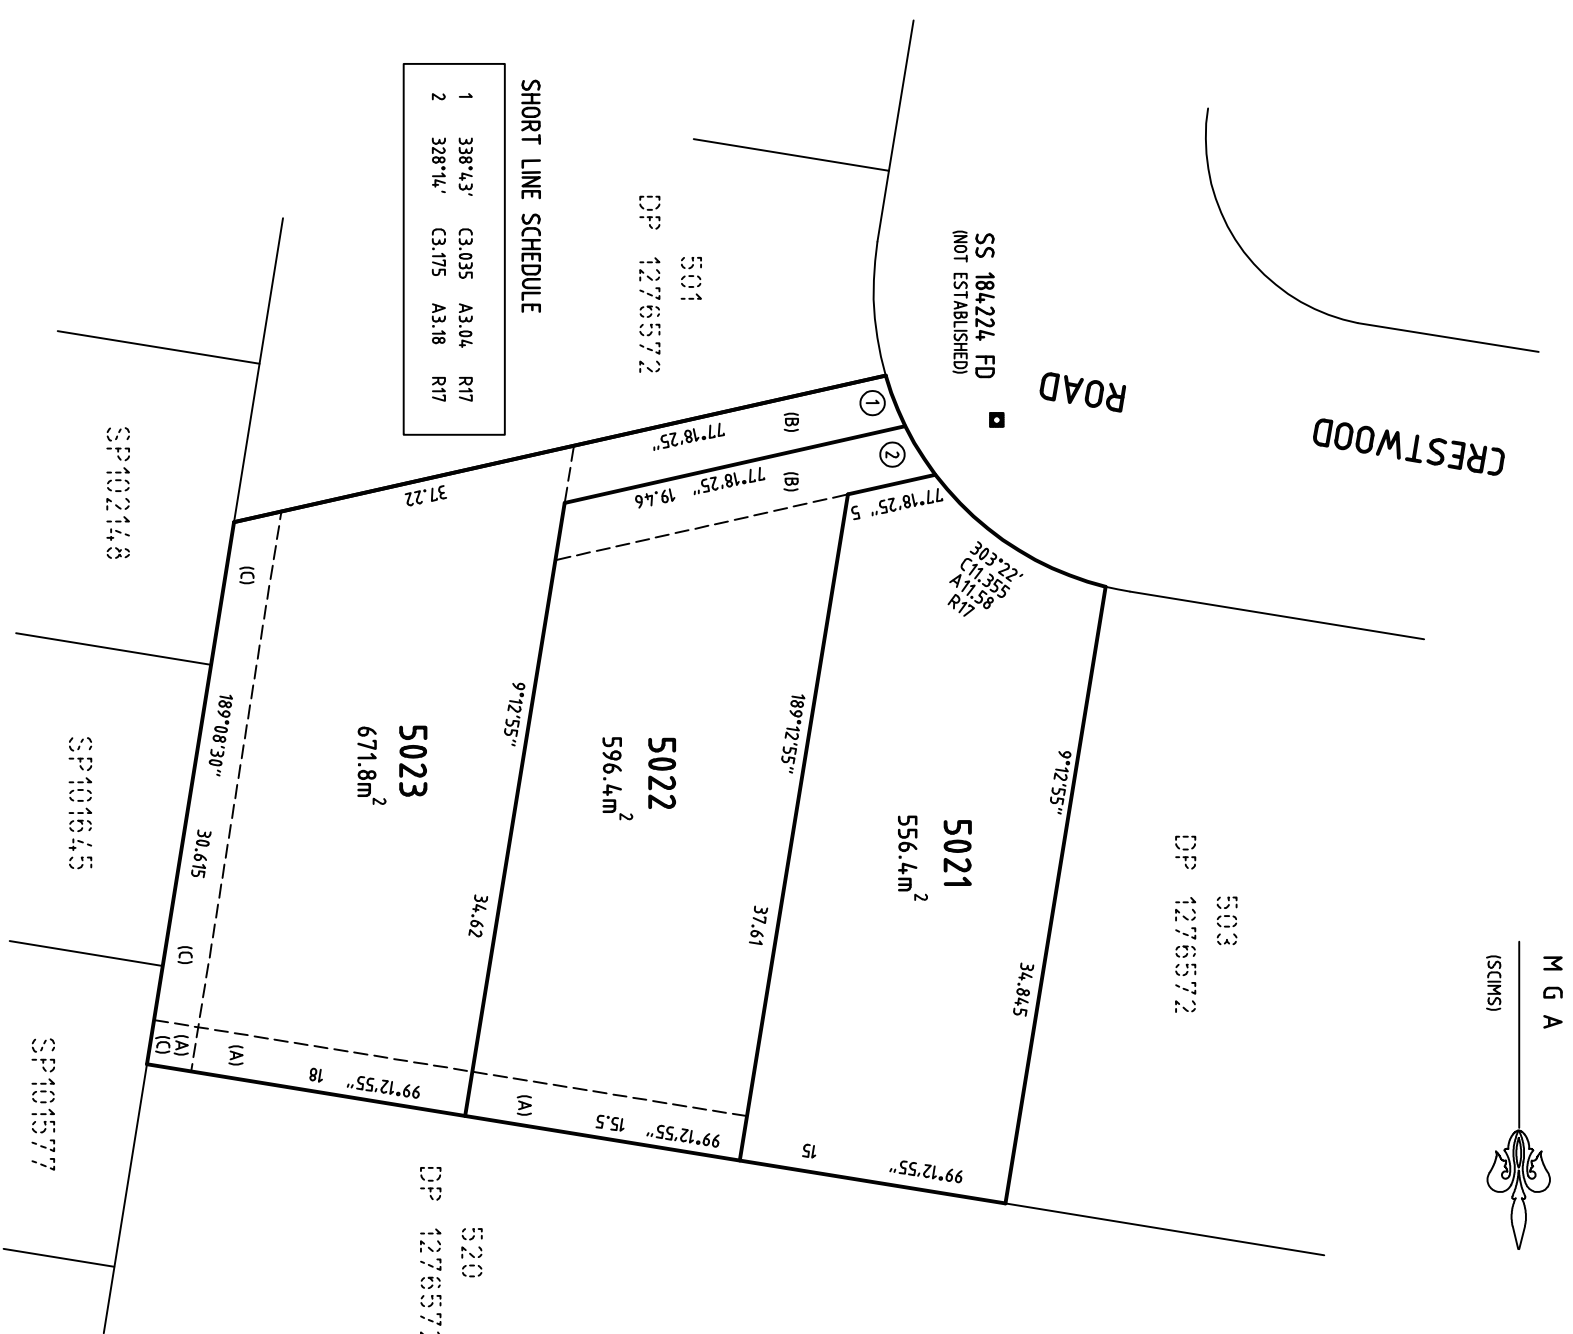 CRESTWOOD
ROAD
SS 184224 FD
(NOT ESTABLISHED)
M G A
(SCIMS)
SHORT LINE SCHEDULE
1 338°43' C3.035 A3.04 R17
2 328°14' C3.175 A3.18 R17
501
DP 1276572
503
DP 1276572
520
DP 127657
SP102148
SP101645
SP101577
1
2
(B)
(B)
77°18'25"
77°18'25" 19.46
77°18'25" 5
37.22
303°22'
C11.355
A11.58
R17
9°12'55" 34.845
5021
556.4m²
189°12'55" 37.61
5022
596.4m²
9°12'55" 34.62
5023
671.8m²
189°08'30" 30.615
(C)
(C)
(C)
(A)
(A)
(A)
99°12'55" 18
99°12'55" 15.5
99°12'55" 15